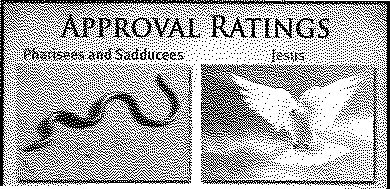 APPROVAL RATINGS
Pharisees and Sadducees Jesus